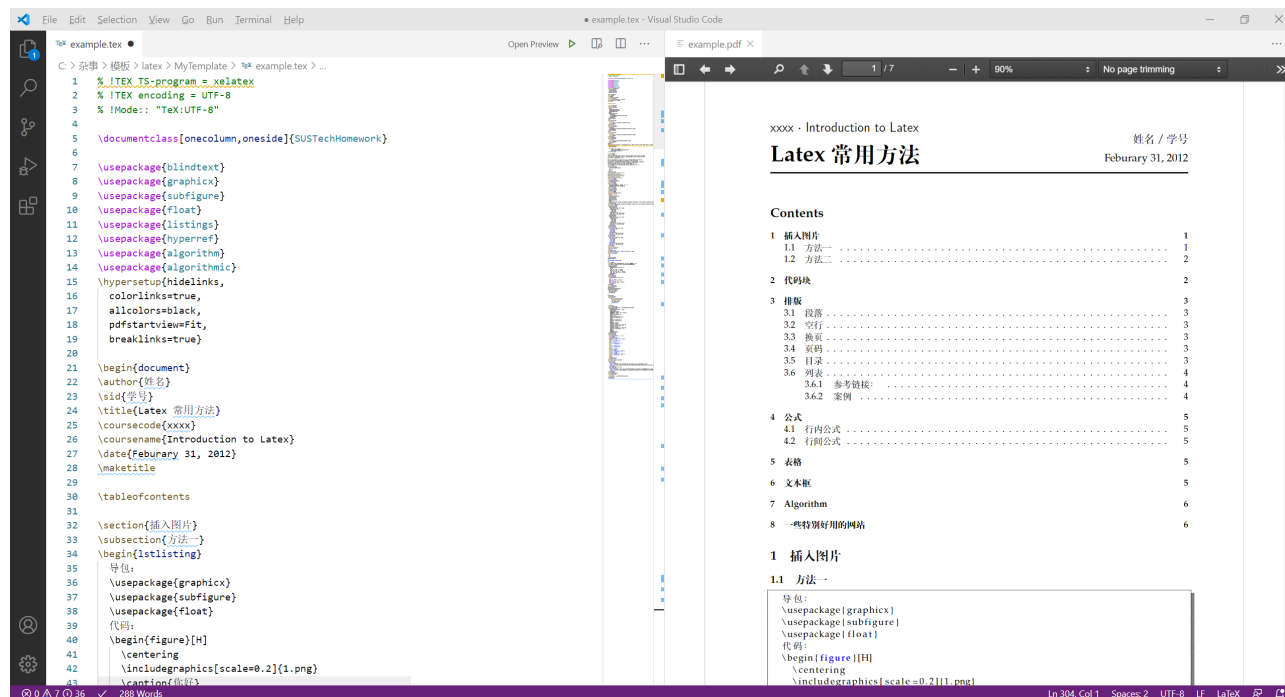 File Edit Selection View Go Run Terminal Help
● example.tex - Visual Studio Code
example.tex ●
Open Preview
C: > 杂事 > 模板 > latex > MyTemplate > example.tex > ...
1 % !TEX TS-program = xelatex
2 % !TEX encoding = UTF-8
3 % !Mode:: "TeX:UTF-8"
4
5 \documentclass[onecolumn,oneside]{SUSTechHomework}
6
7 \usepackage{blindtext}
8 \usepackage{graphicx}
9 \usepackage{subfigure}
10 \usepackage{float}
11 \usepackage{listings}
12 \usepackage{hyperref}
13 \usepackage{algorithm}
14 \usepackage{algorithmic}
15 \hypersetup{hidelinks,
16 colorlinks=true,
17 allcolors=black,
18 pdfstartview=Fit,
19 breaklinks=true}
20
21 \begin{document}
22 \author{姓名}
23 \sid{学号}
24 \title{Latex 常用方法}
25 \coursecode{xxxx}
26 \coursename{Introduction to Latex}
27 \date{Feburary 31, 2012}
28 \maketitle
29
30 \tableofcontents
31
32 \section{插入图片}
33 \subsection{方法一}
34 \begin{lstlisting}
35 导包:
36 \usepackage{graphicx}
37 \usepackage{subfigure}
38 \usepackage{float}
39 代码:
40 \begin{figure}[H]
41 \centering
42 \includegraphics[scale=0.2]{1.png}
43 \caption{你好}
example.pdf ×
1 / 7
90%
No page trimming
xxxx · Introduction to Latex
姓名 / 学号
Latex 常用方法
Feburary 31, 2012
Contents
1 插入图片 1
1.1 方法一 1
1.2 方法二 2
2 代码块 2
3 排版 3
3.1 段落 3
3.2 空行 3
3.3 换页 3
3.4 页码 3
3.5 目录 3
3.6 列表 4
3.6.1 参考链接: 4
3.6.2 案例 4
4 公式 5
4.1 行内公式 5
4.2 行间公式 5
5 表格 5
6 文本框 5
7 Algorithm 6
8 一些特别好用的网站 6
1 插入图片
1.1 方法一
导包:
\usepackage{graphicx}
\usepackage{subfigure}
\usepackage{float}
代码:
\begin{figure}[H]
\centering
\includegraphics[scale=0.2]{1.png}
0 7 36 288 Words
Ln 304, Col 1 Spaces: 2 UTF-8 LF LaTeX